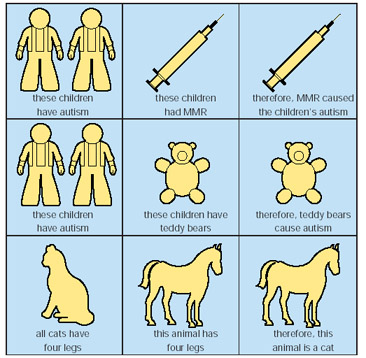 these children
have autism
these children
had MMR
therefore, MMR caused
the children's autism
these children
have autism
these children have
teddy bears
therefore, teddy bears
cause autism
all cats have
four legs
this animal has
four legs
therefore, this
animal is a cat